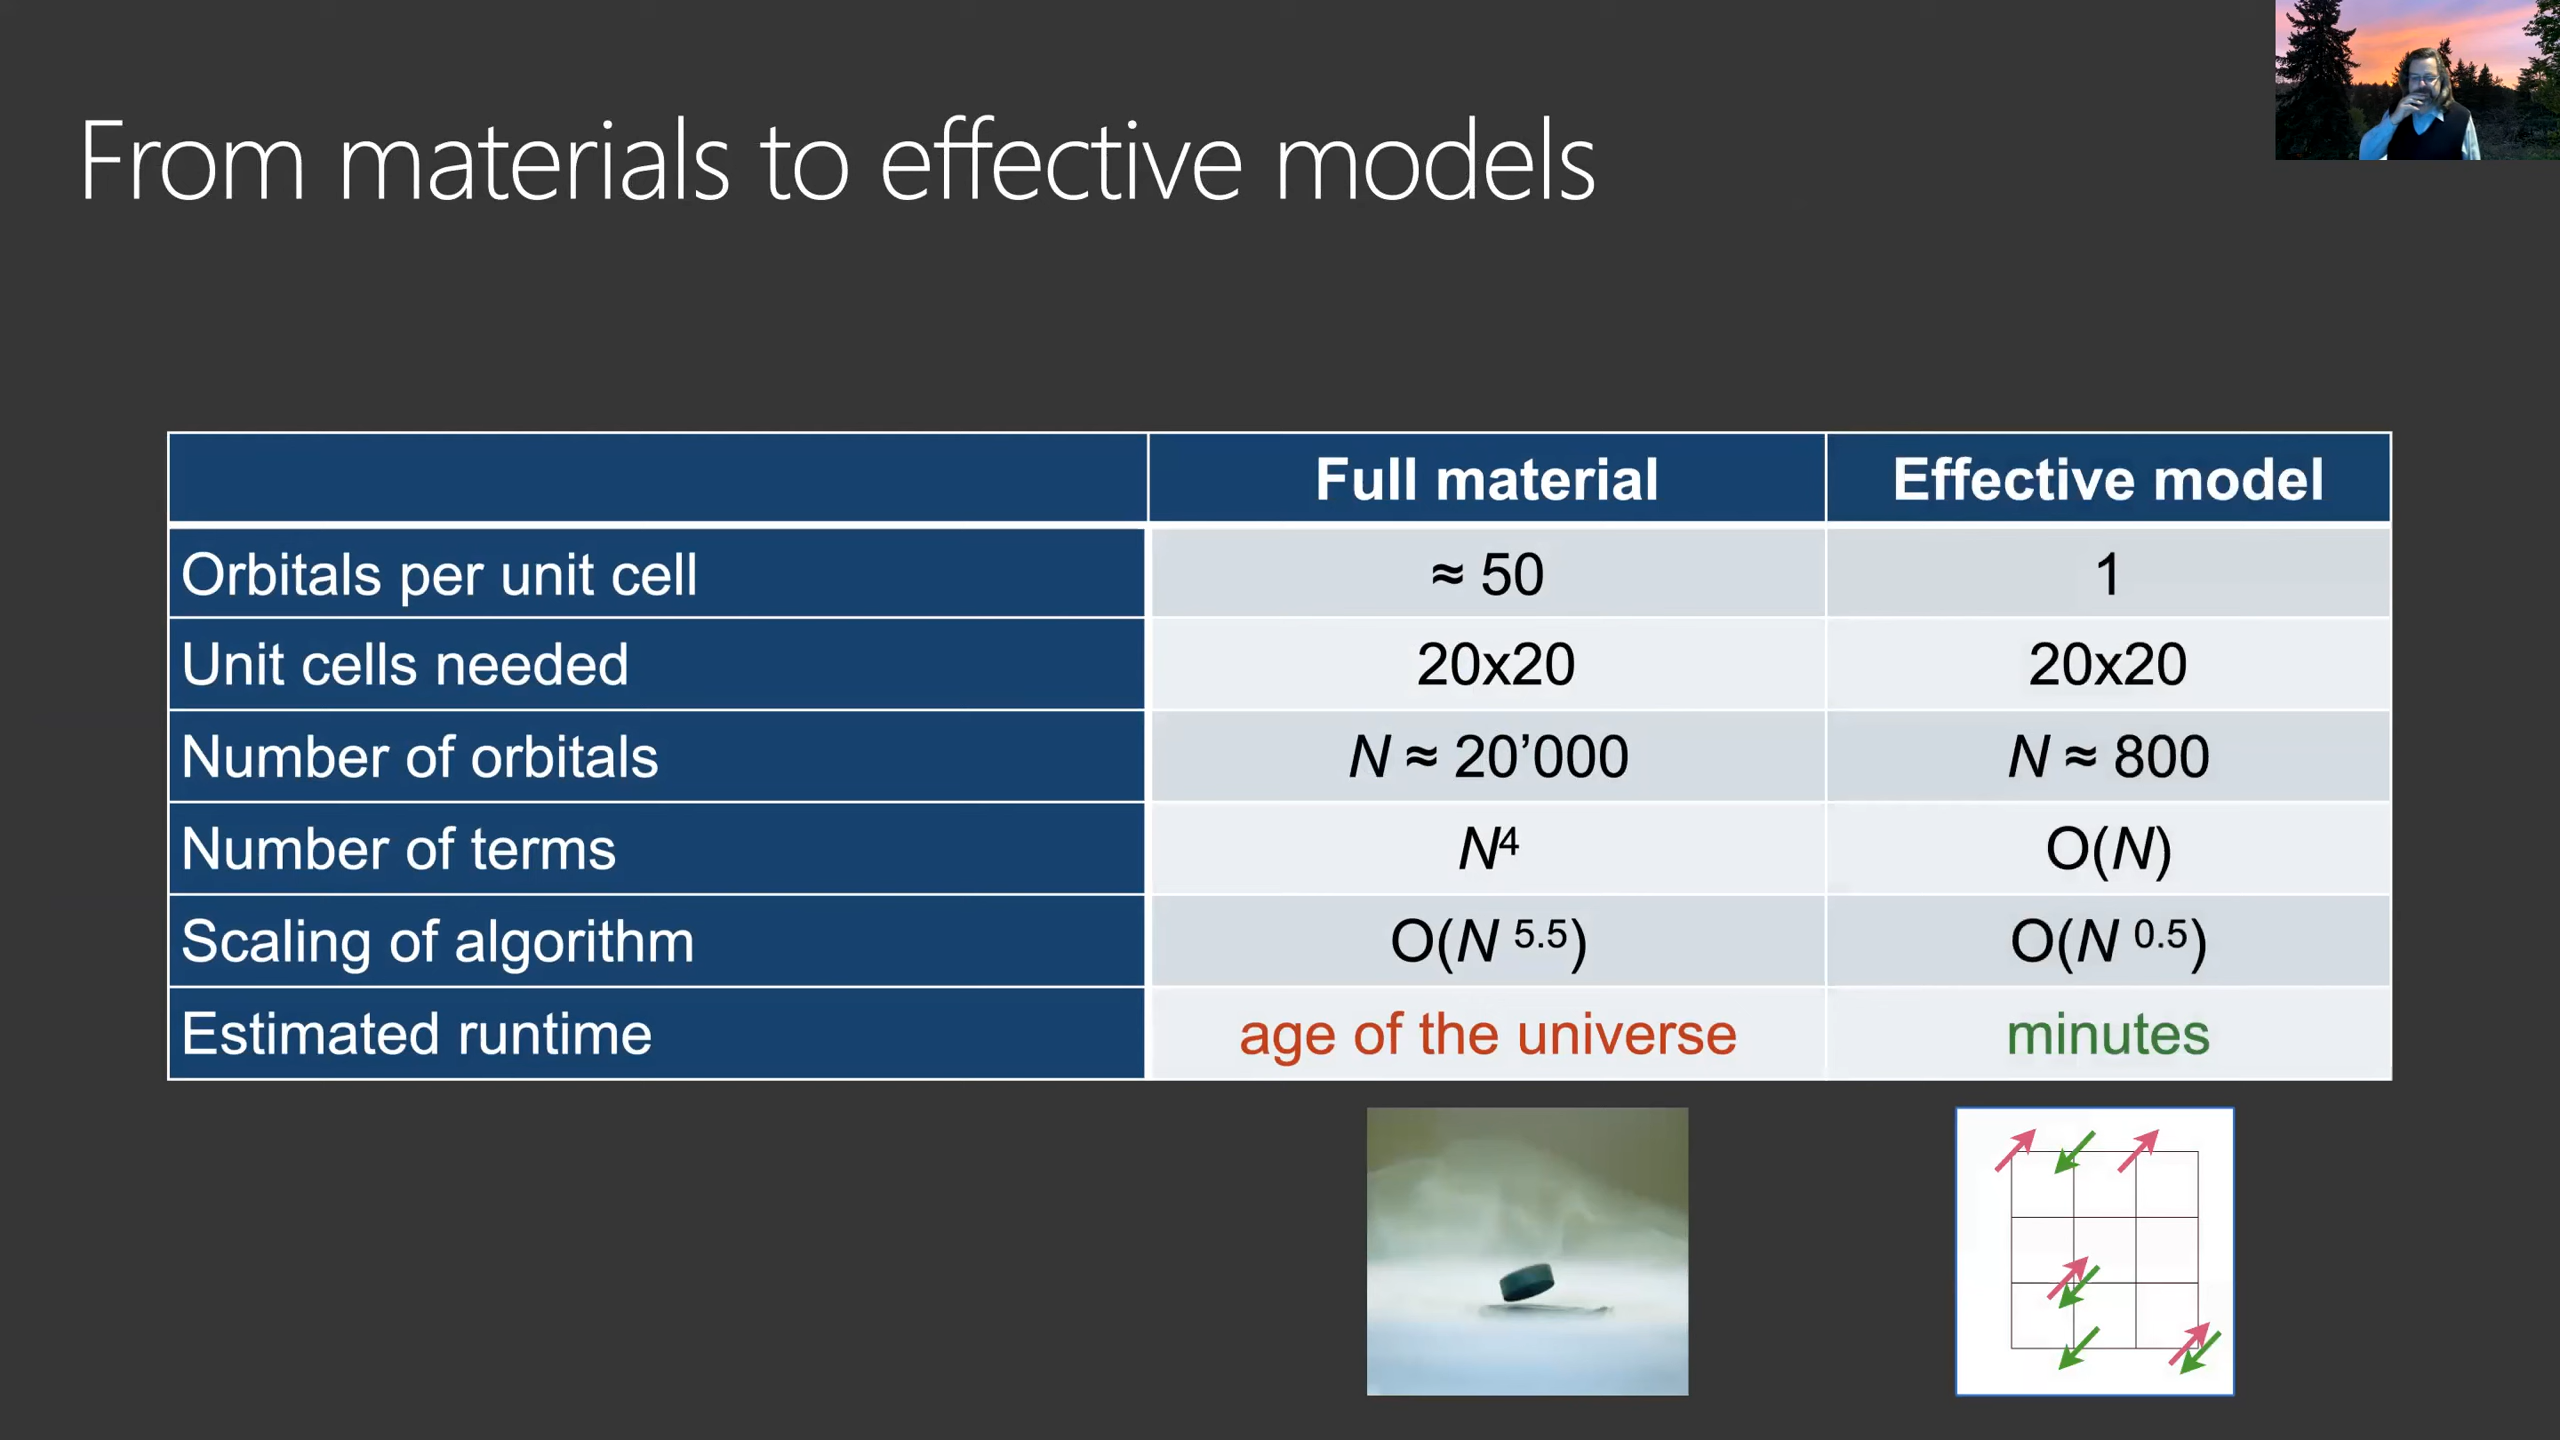 From materials to effective models
Full material Effective model
Orbitals per unit cell ≈ 50 1
Unit cells needed 20x20 20x20
Number of orbitals N ≈ 20’000 N ≈ 800
Number of terms N⁴ O(N)
Scaling of algorithm O(N ⁵·⁵) O(N ⁰·⁵)
Estimated runtime age of the universe minutes